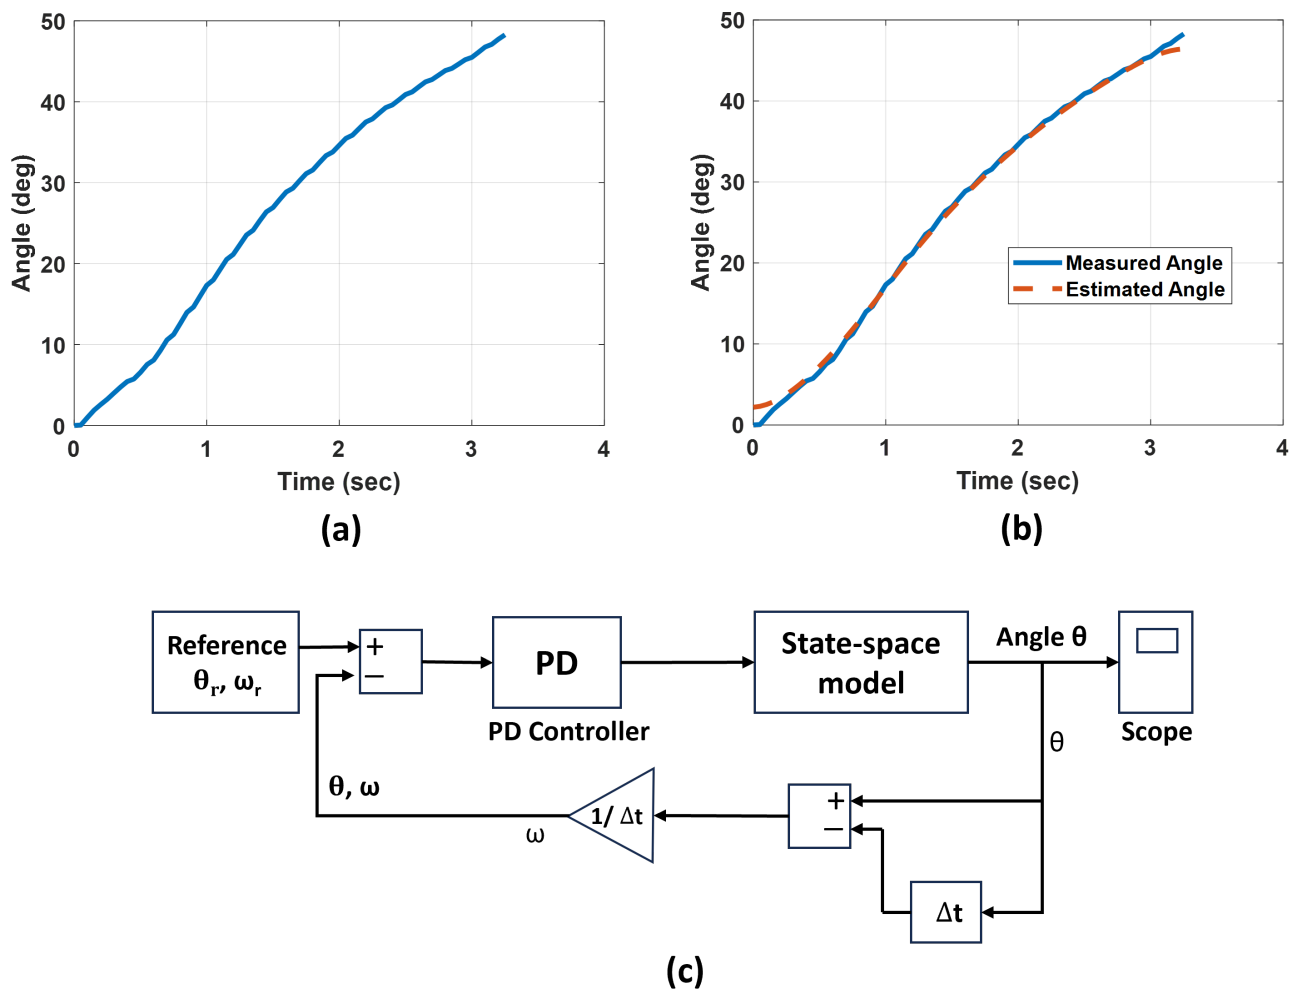 50
40
30
20
10
0
Angle (deg)
0 1 2 3 4
Time (sec)
(a)
50
40
30
20
10
0
Angle (deg)
Measured Angle
Estimated Angle
0 1 2 3 4
Time (sec)
(b)
Reference
θr, ωr
+
−
PD
PD Controller
State-space
model
Angle θ
Scope
θ
θ, ω
ω
1/ Δt
+
−
Δt
(c)